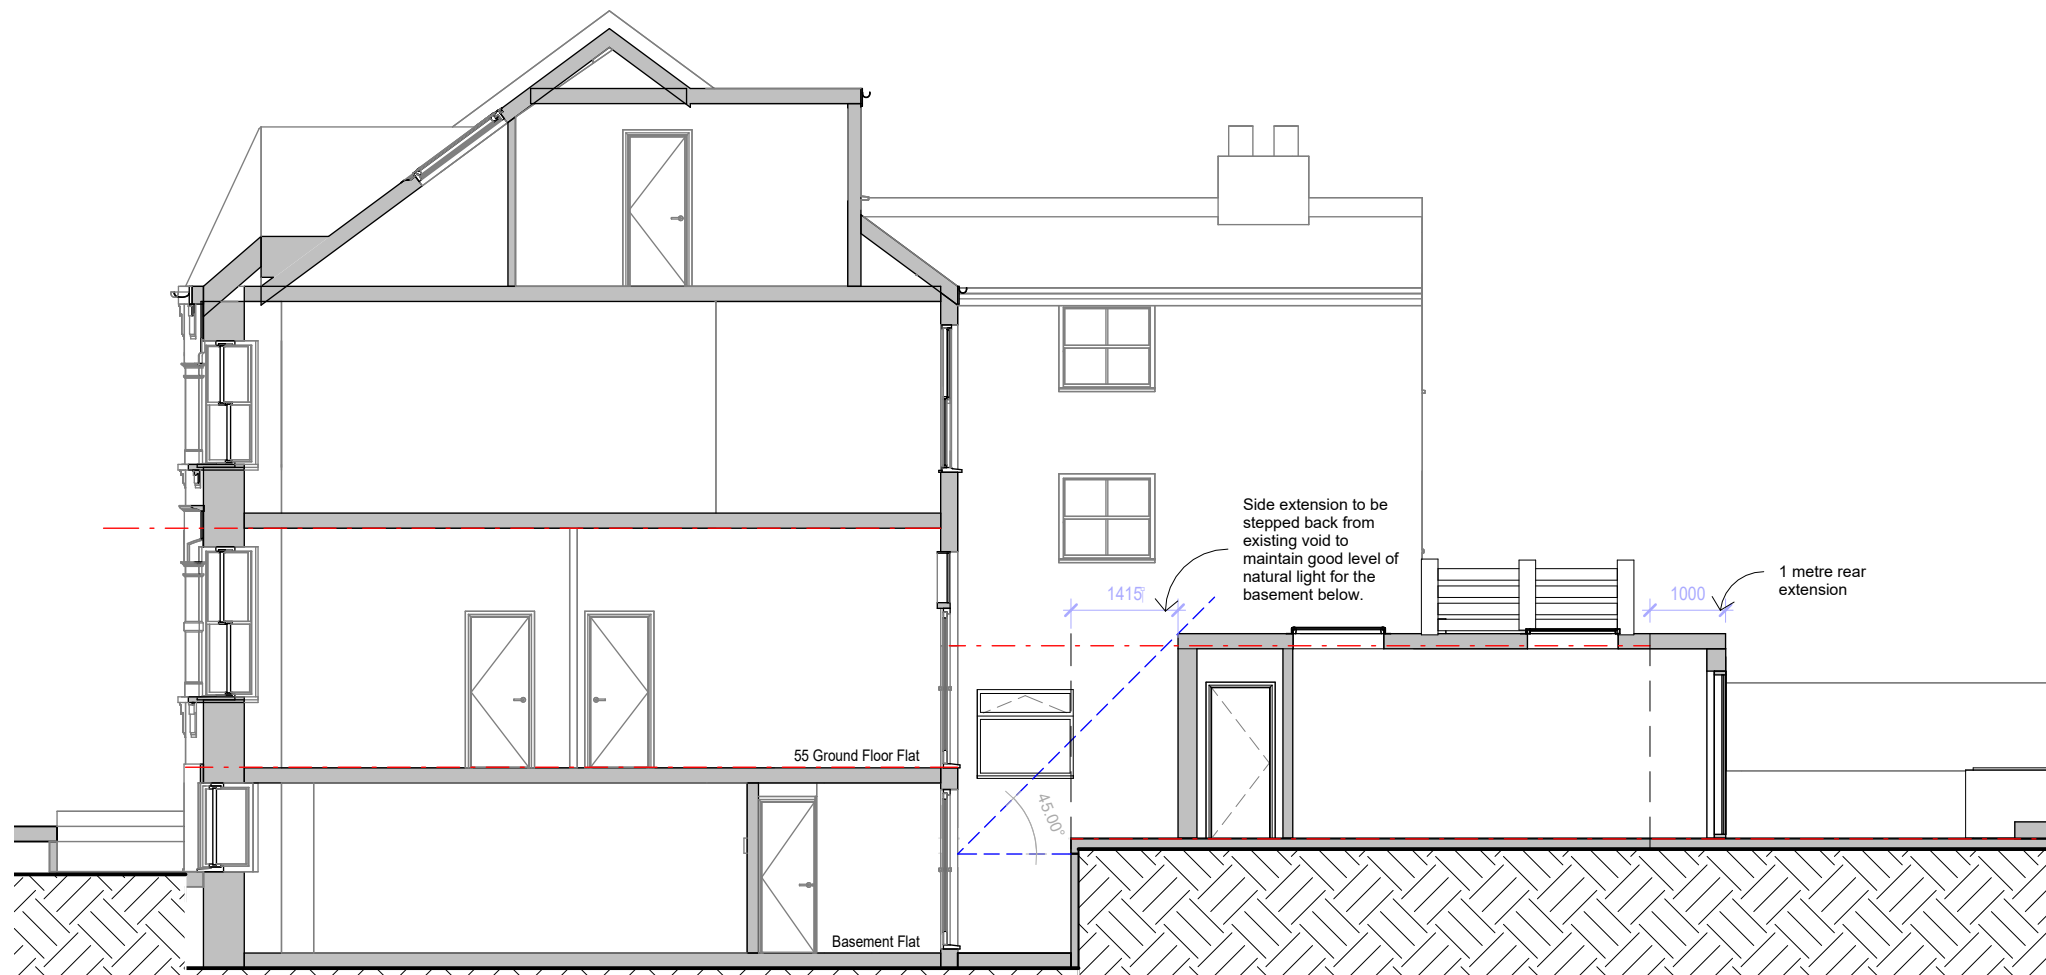 Side extension to be
stepped back from
existing void to
maintain good level of
natural light for the
basement below.
1415
1000
1 metre rear
extension
55 Ground Floor Flat
45.00°
Basement Flat